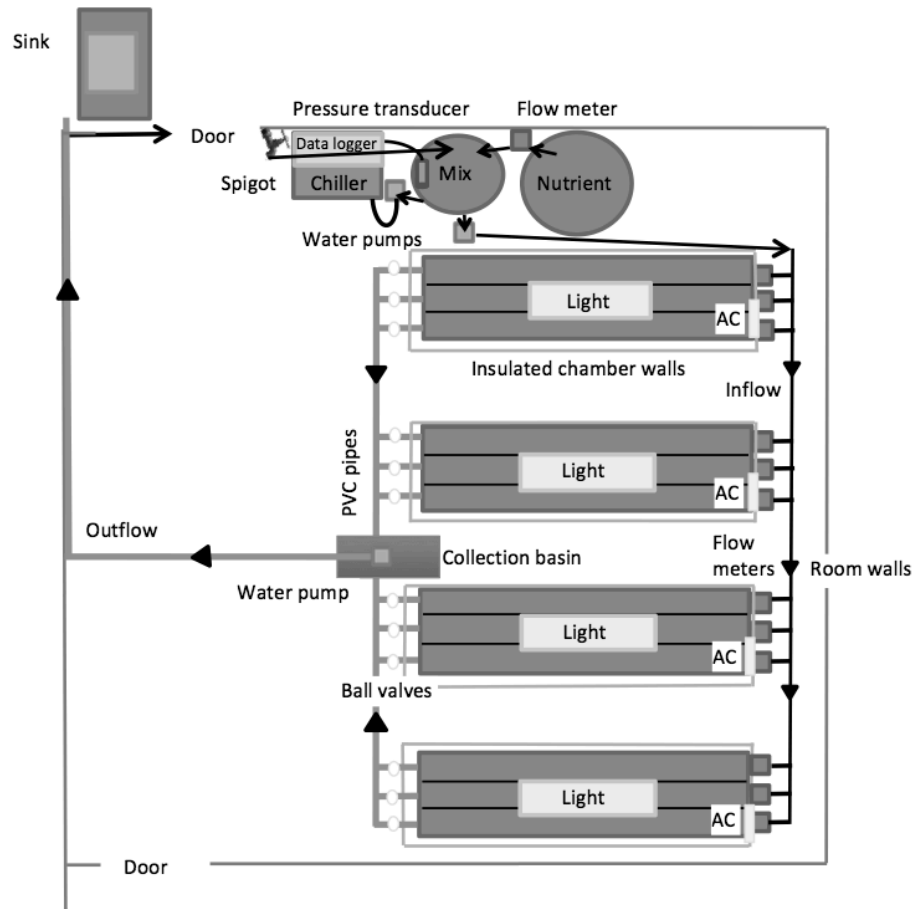 Sink
Pressure transducer
Flow meter
Door
Data logger
Mix
Spigot
Chiller
Nutrient
Water pumps
Light
AC
Insulated chamber walls
Inflow
PVC pipes
Light
AC
Outflow
Collection basin
Flow
meters
Room walls
Water pump
Light
AC
Ball valves
Light
AC
Door